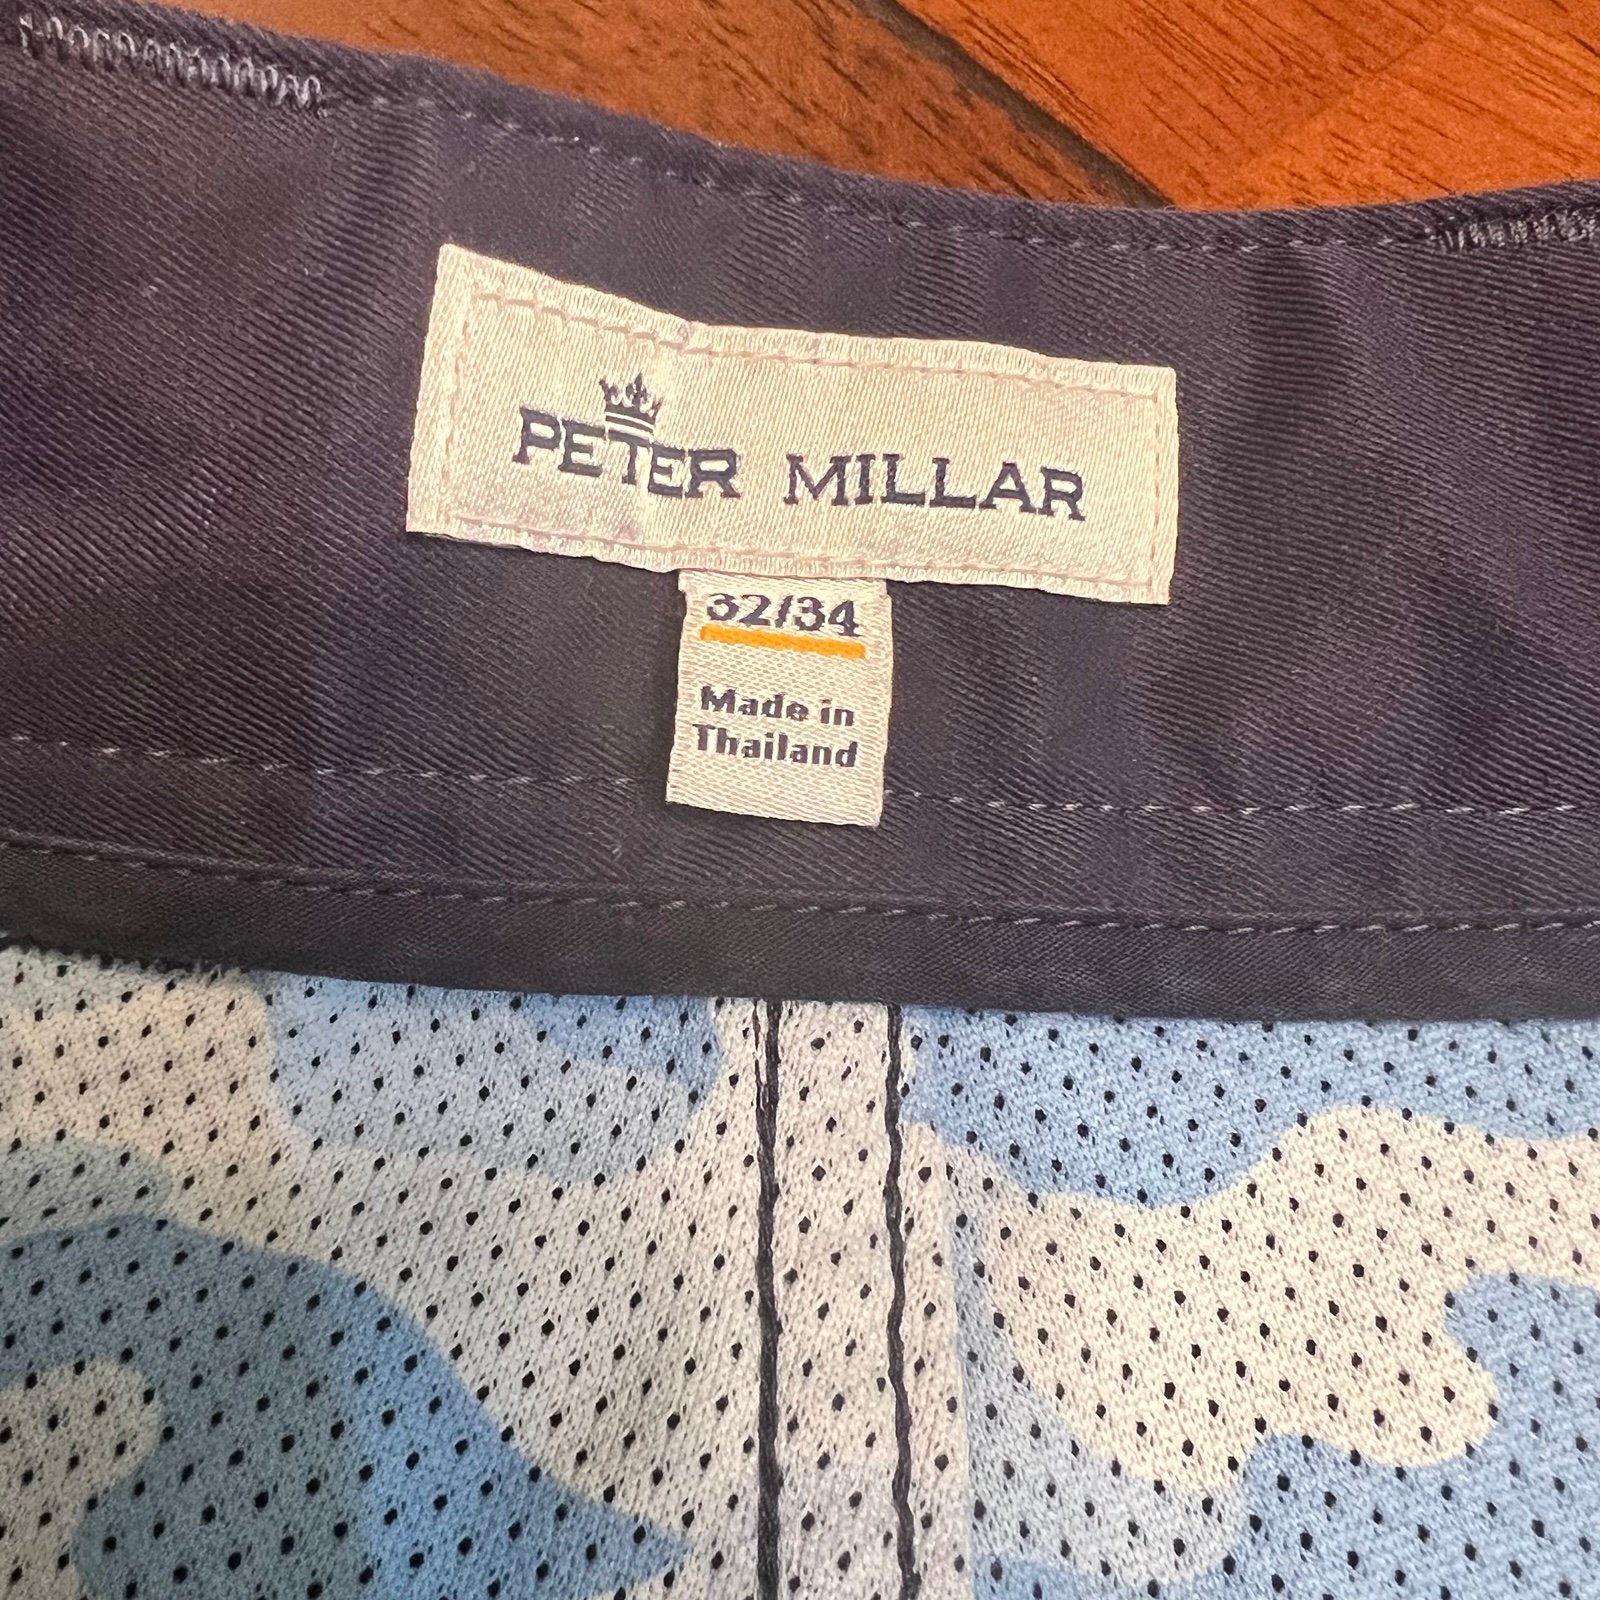 PETER MILLAR
32/34
Made in
Thailand